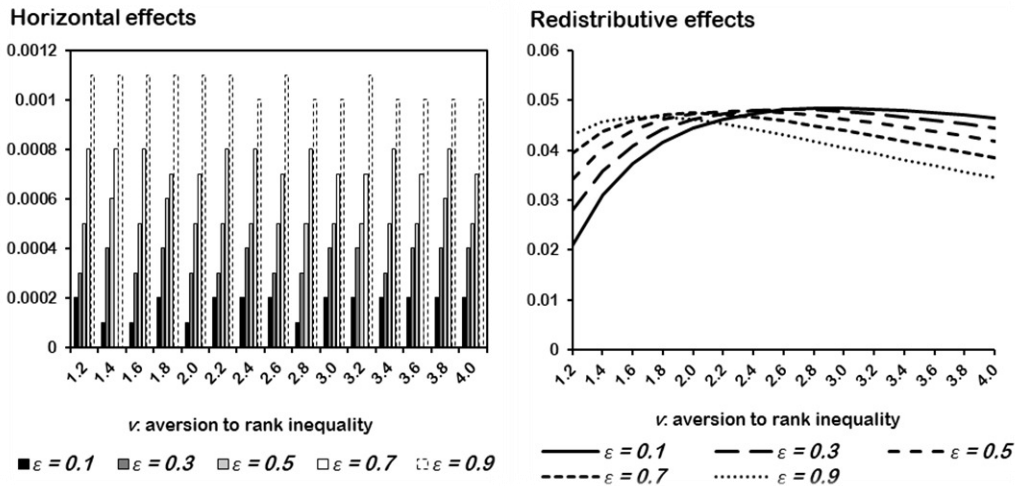 Horizontal effects
0.0012
0.001
0.0008
0.0006
0.0004
0.0002
0
1.2 1.4 1.6 1.8 2.0 2.2 2.4 2.6 2.8 3.0 3.2 3.4 3.6 3.8 4.0
v: aversion to rank inequality
ε = 0.1 ε = 0.3 ε = 0.5 ε = 0.7 ε = 0.9
Redistributive effects
0.06
0.05
0.04
0.03
0.02
0.01
0
1.2 1.4 1.6 1.8 2.0 2.2 2.4 2.6 2.8 3.0 3.2 3.4 3.6 3.8 4.0
v: aversion to rank inequality
ε = 0.1 ε = 0.3 ε = 0.5
ε = 0.7 ε = 0.9